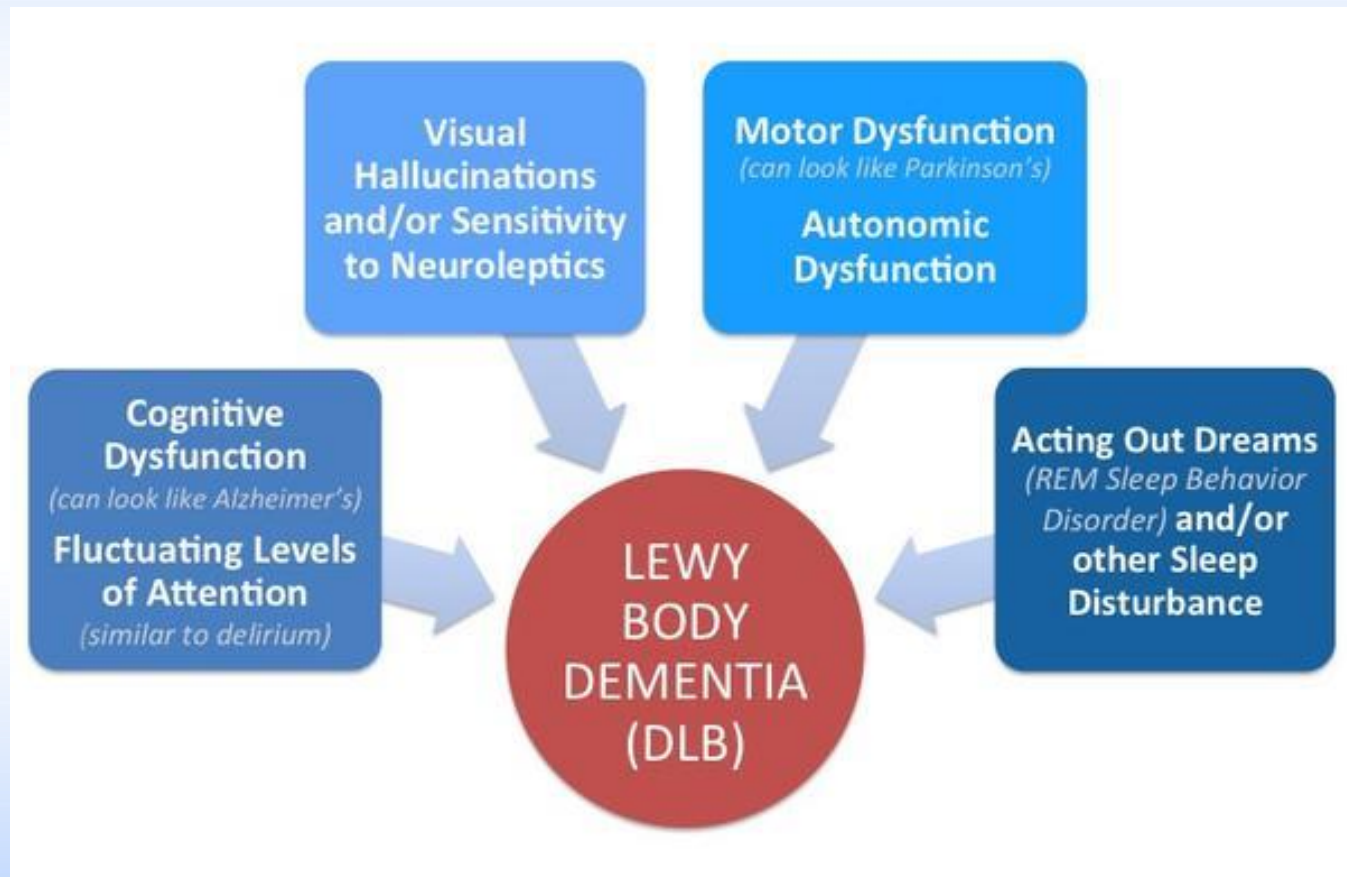 Visual
Hallucinations
and/or Sensitivity
to Neuroleptics
Motor Dysfunction
(can look like Parkinson's)
Autonomic
Dysfunction
Cognitive
Dysfunction
(can look like Alzheimer's)
Fluctuating Levels
of Attention
(similar to delirium)
Acting Out Dreams
(REM Sleep Behavior
Disorder) and/or
other Sleep
Disturbance
LEWY
BODY
DEMENTIA
(DLB)